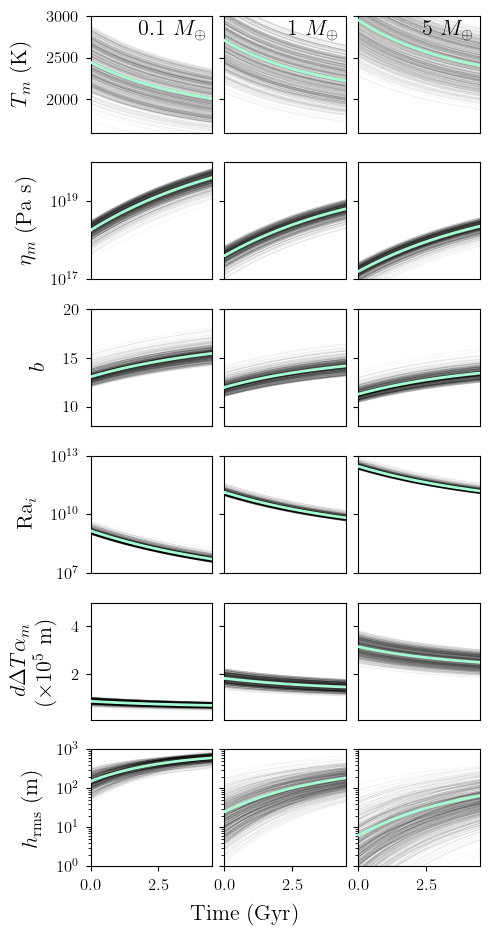 3000 0.1 M⊕ 1 M⊕ 5 M⊕
T_m (K)
2000
η_m (Pa s)
10^19
10^17
20
b
15
10
10^13
Ra_i
10^10
10^7
dΔTα_m
(×10^5 m)
4
2
10^3
h_rms (m)
10^2
10^1
10^0
0.0 2.5 0.0 2.5 0.0 2.5
Time (Gyr)